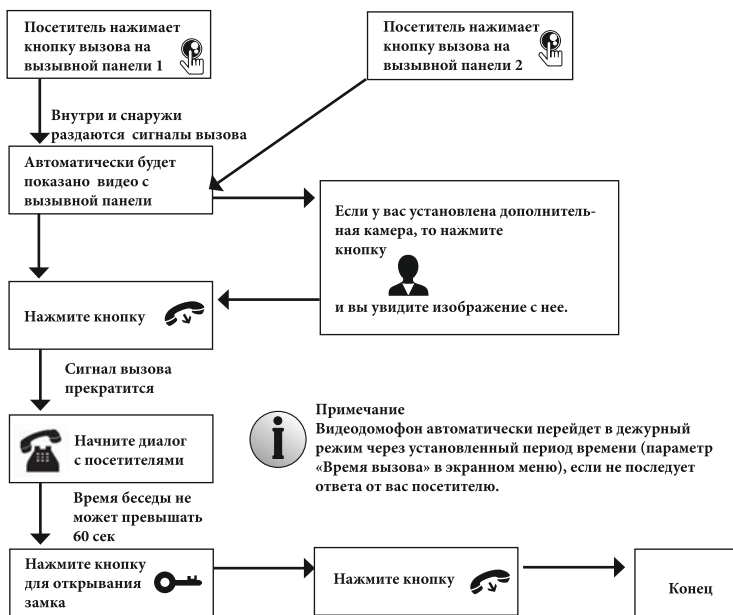 Посетитель нажимает
кнопку вызова на
вызывной панели 1
Посетитель нажимает
кнопку вызова на
вызывной панели 2
Внутри и снаружи
раздаются сигналы вызова
Автоматически будет
показано видео с
вызывной панели
Если у вас установлена дополнитель-
ная камера, то нажмите
кнопку
и вы увидите изображение с нее.
Нажмите кнопку
Сигнал вызова
прекратится
Начните диалог
с посетителями
Примечание
Видеодомофон автоматически перейдет в дежурный
режим через установленный период времени (параметр
«Время вызова» в экранном меню), если не последует
ответа от вас посетителю.
Время беседы не
может превышать
60 сек
Нажмите кнопку
для открывания
замка
Нажмите кнопку
Конец